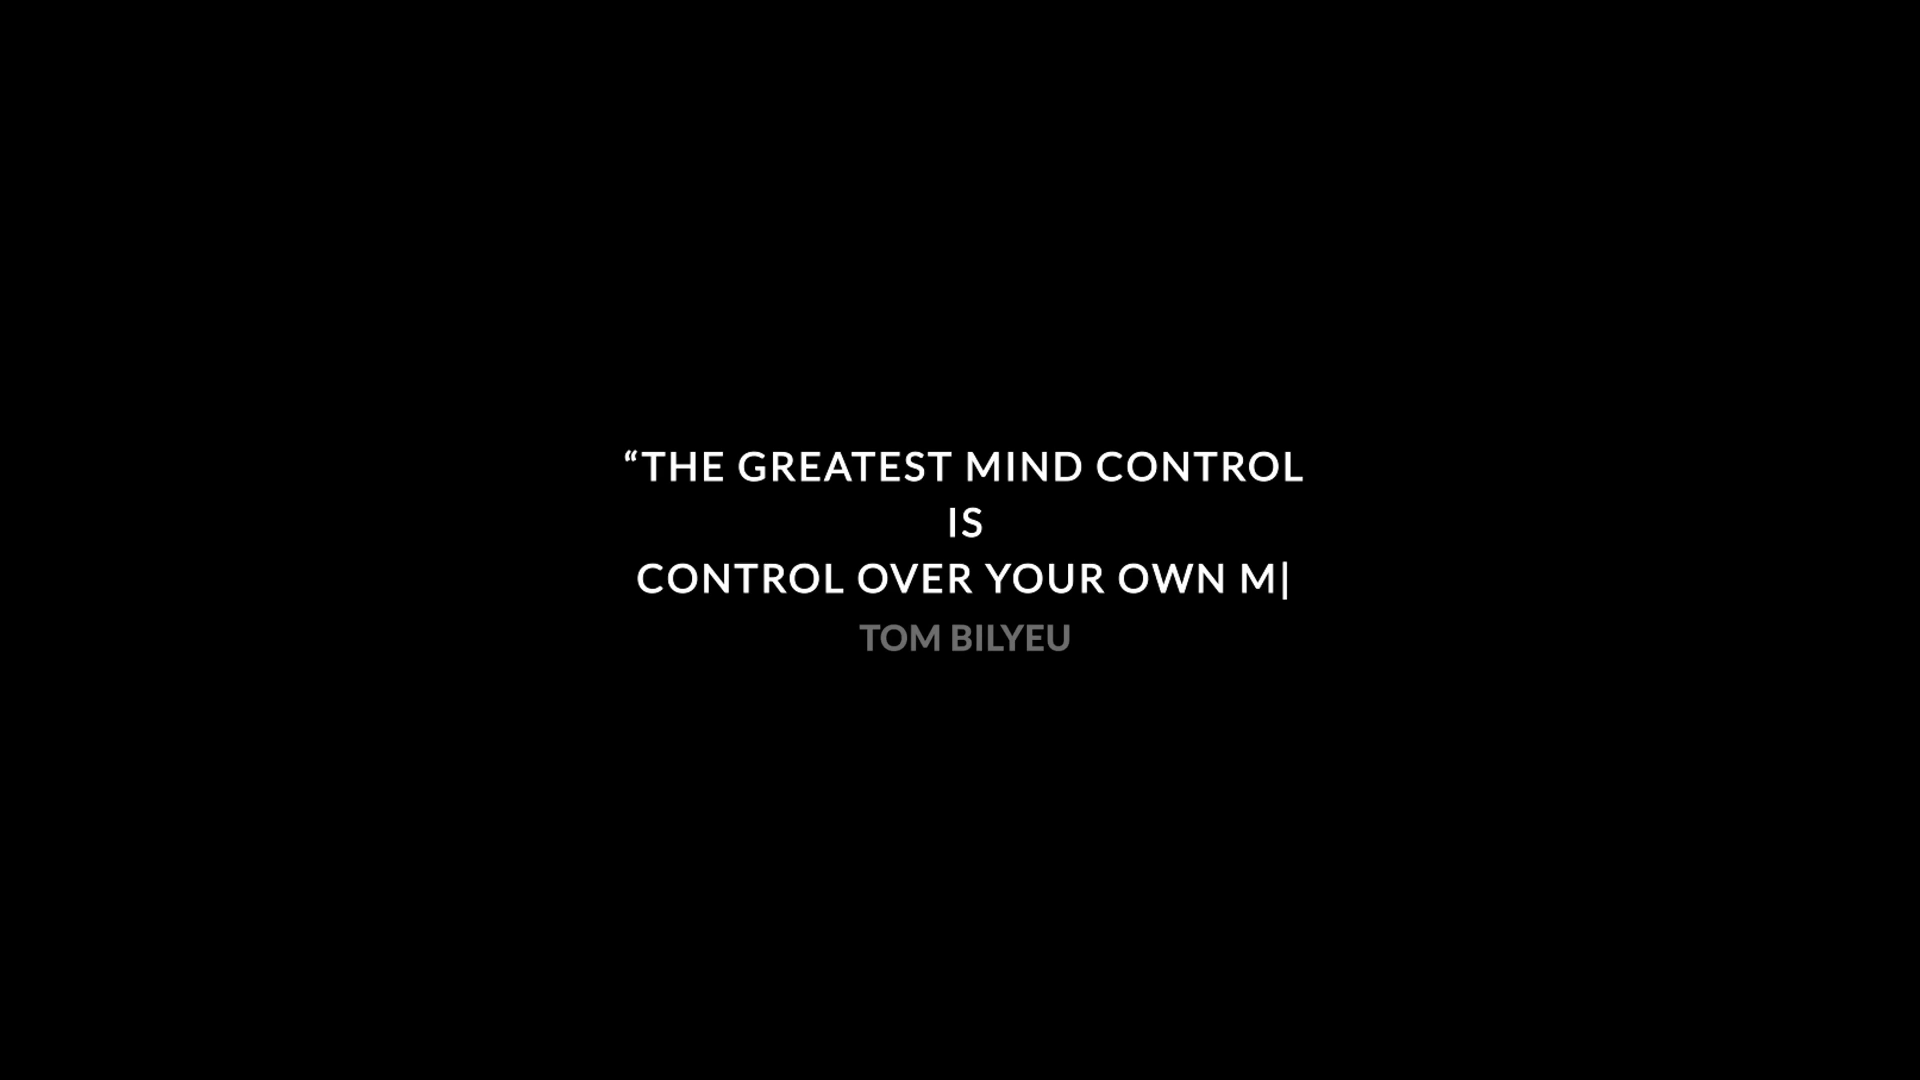 “THE GREATEST MIND CONTROL
IS
CONTROL OVER YOUR OWN M|
TOM BILYEU